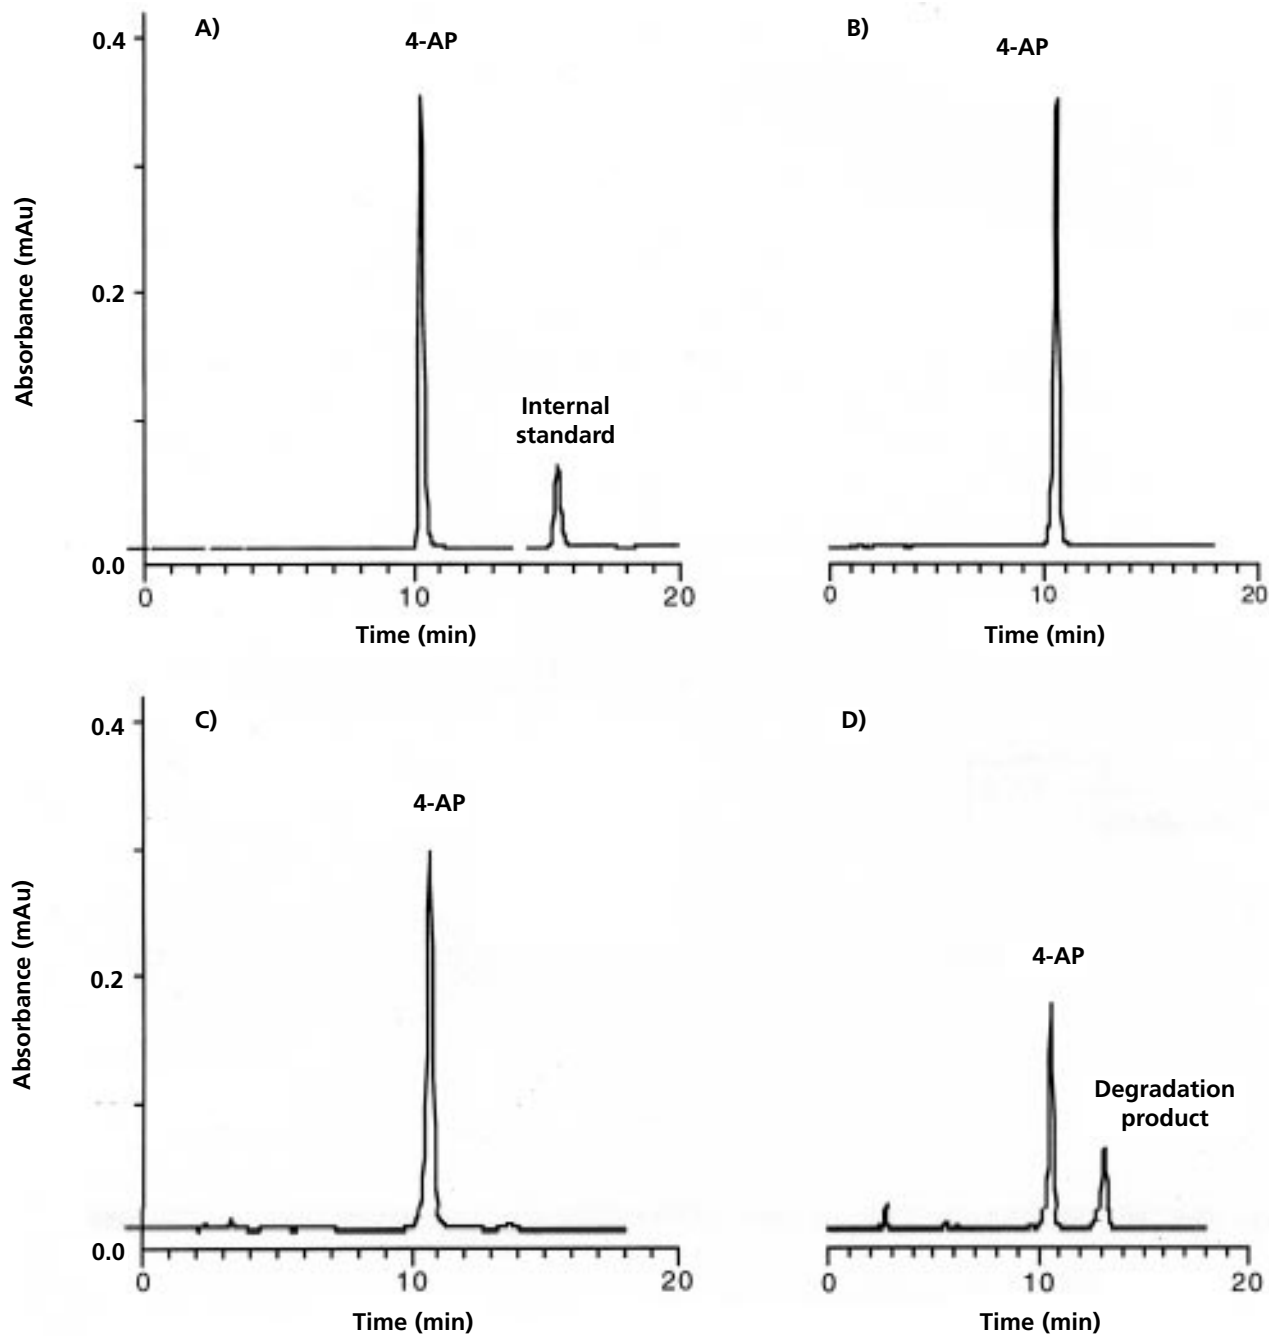 A)
4-AP
0.4
0.2
0.0
Absorbance (mAu)
Internal
standard
0
10
20
Time (min)
B)
4-AP
0
10
20
Time (min)
C)
4-AP
0.4
0.2
0.0
Absorbance (mAu)
0
10
20
Time (min)
D)
4-AP
Degradation
product
0
10
20
Time (min)